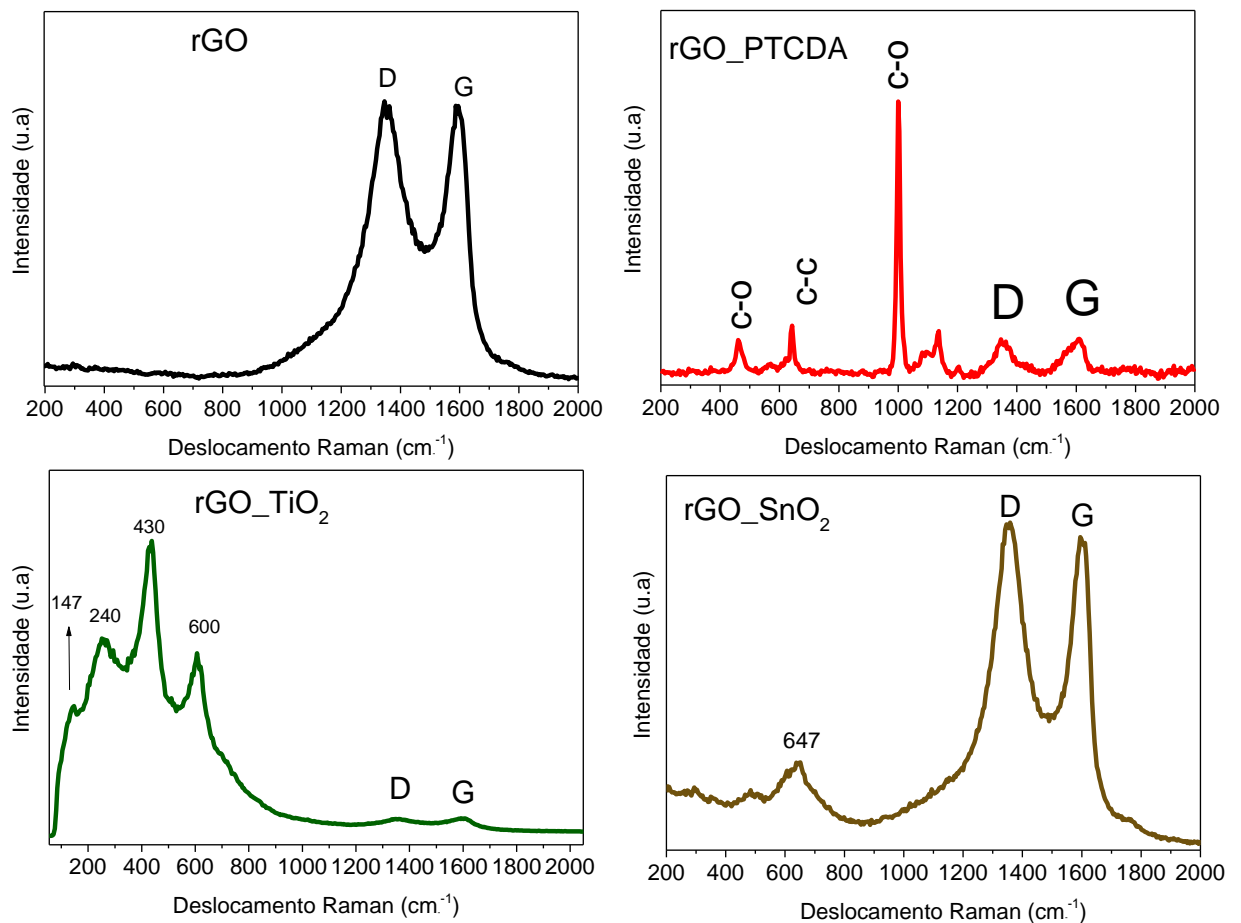 rGO
D
G
Intensidade (u.a)
200 400 600 800 1000 1200 1400 1600 1800 2000
Deslocamento Raman (cm.-1)
rGO_PTCDA
C-O
C-O
C-C
D
G
Intensidade (u.a)
200 400 600 800 1000 1200 1400 1600 1800 2000
Deslocamento Raman (cm.-1)
rGO_TiO2
147
240
430
600
D
G
Intensidade (u.a)
200 400 600 800 1000 1200 1400 1600 1800 2000
Deslocamento Raman (cm.-1)
rGO_SnO2
647
D
G
Intensidade (u.a)
200 400 600 800 1000 1200 1400 1600 1800 2000
Deslocamento Raman (cm.-1)